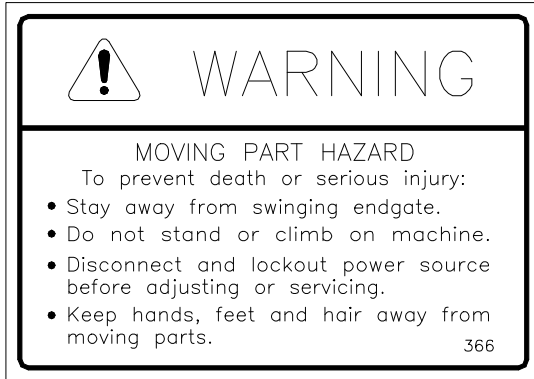 WARNING
MOVING PART HAZARD
To prevent death or serious injury:
• Stay away from swinging endgate.
• Do not stand or climb on machine.
• Disconnect and lockout power source
before adjusting or servicing.
• Keep hands, feet and hair away from
moving parts.
366